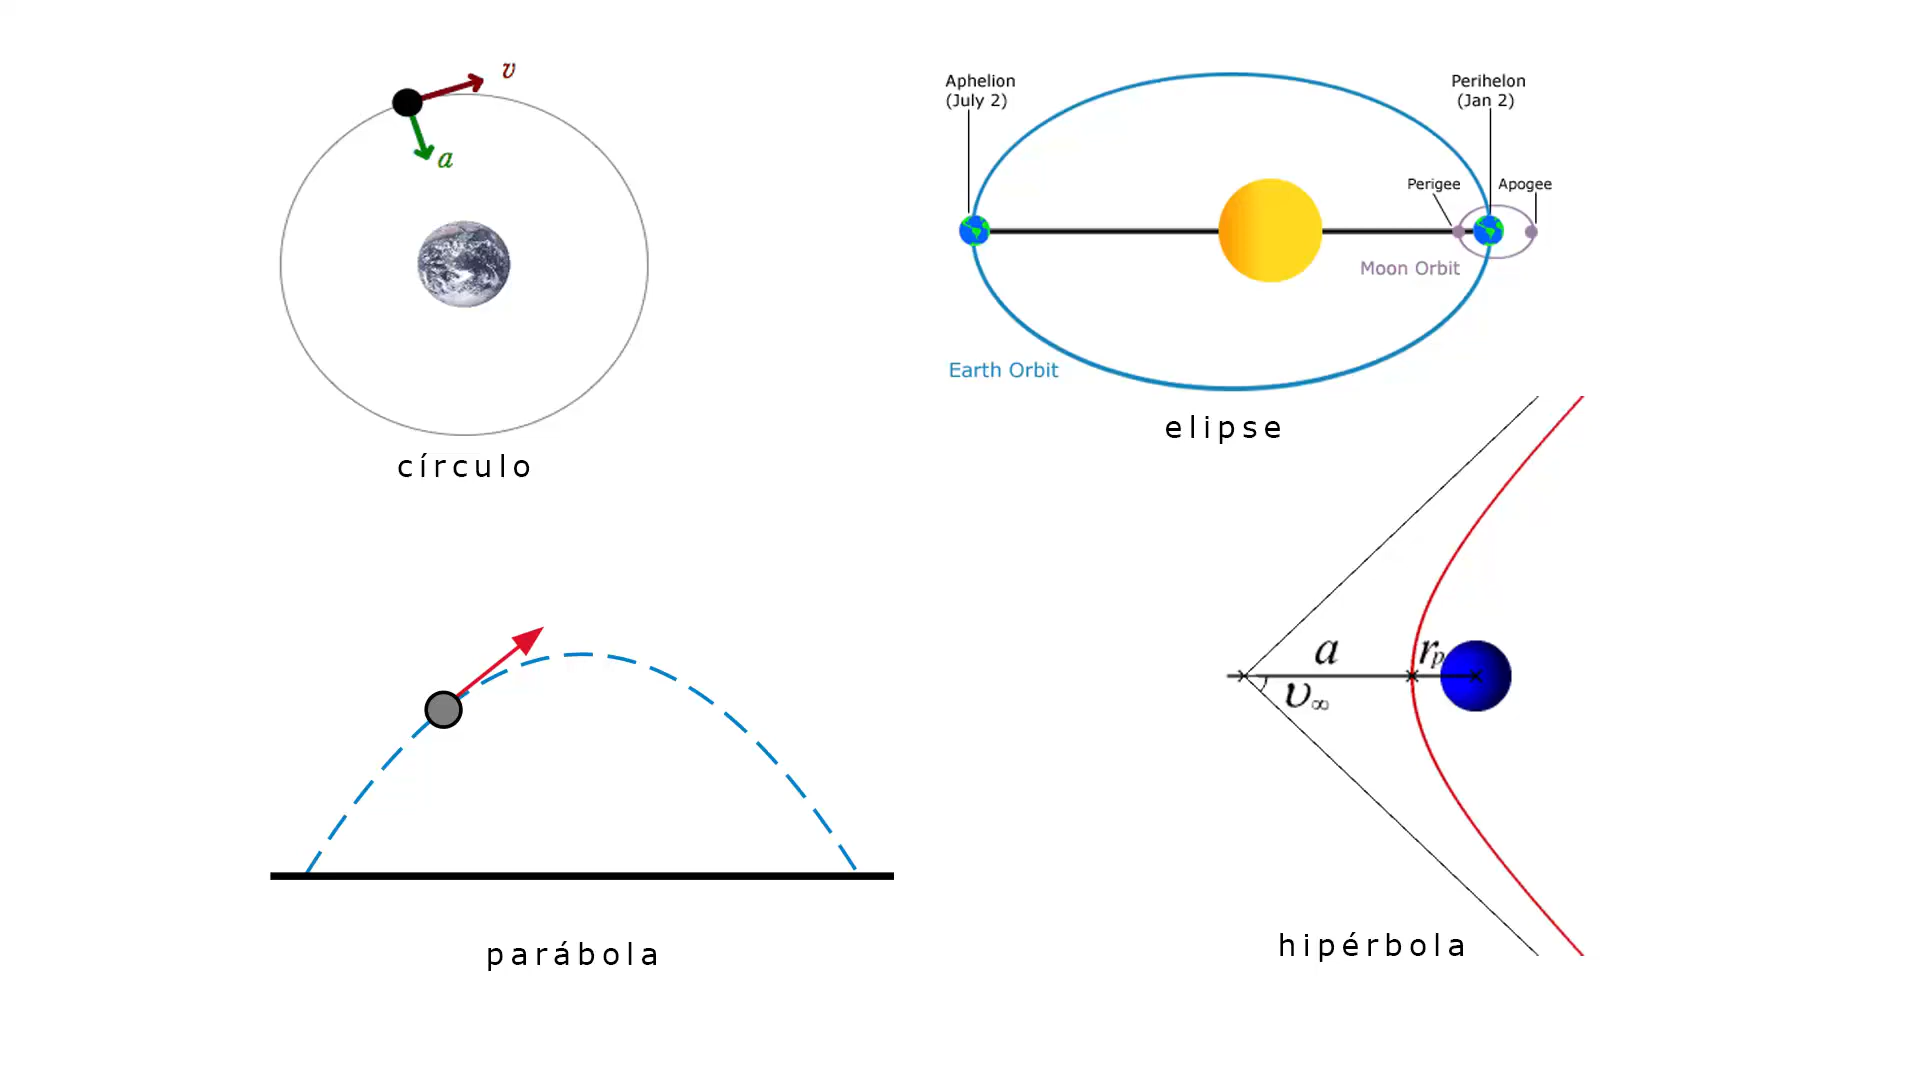 v
a
círculo
Aphelion
(July 2)
Perihelon
(Jan 2)
Perigee
Apogee
Moon Orbit
Earth Orbit
elipse
parábola
a
rp
υ∞
hipérbola